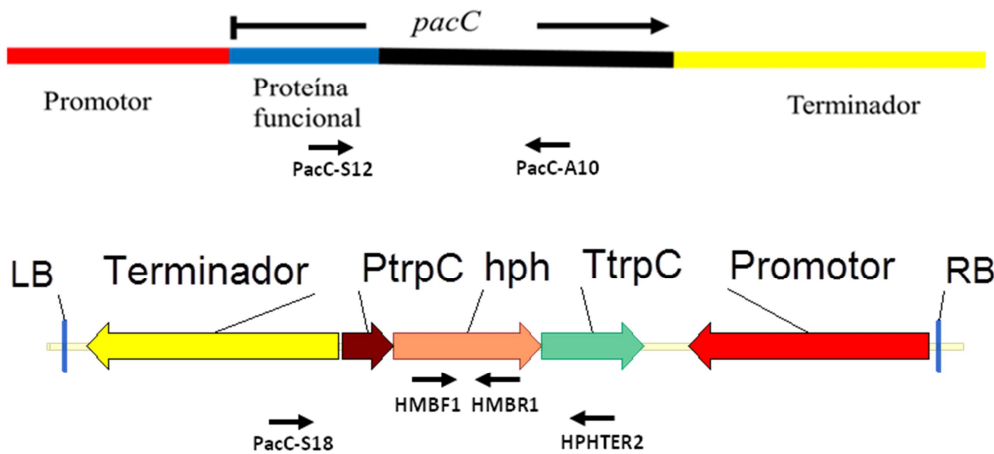 pacC
Promotor
Proteína
funcional
Terminador
PacC-S12
PacC-A10
LB
Terminador
PtrpC
hph
TtrpC
Promotor
RB
HMBF1
HMBR1
PacC-S18
HPHTER2